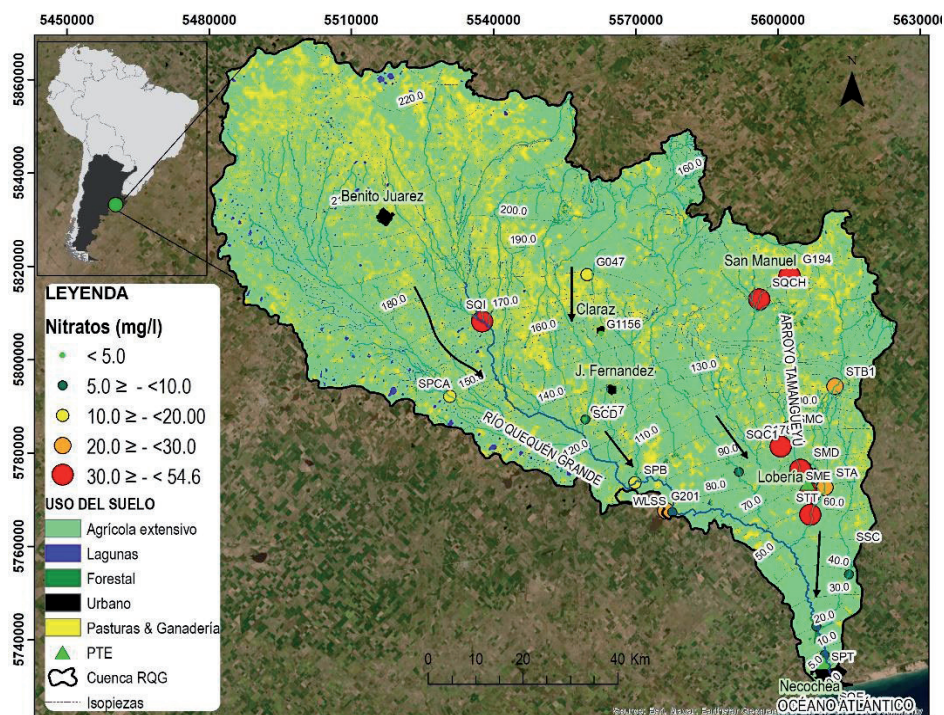 5450000 5480000 5510000 5540000 5570000 5600000 5630000
5860000
5840000
5820000
5800000
5780000
5760000
5740000
N
220.0
160.0
Benito Juarez
200.0
190.0
G047
San Manuel
G194
SQCH
180.0
SQI
170.0
Claraz
160.0
G1156
ARROYO TAMANGUEYÚ
130.0
STB1
SPCA
150.0
140.0
J. Fernandez
SCD
RÍO QUEQUÉN GRANDE
120.0
110.0
90.0
SQC1
SMD
SPB
80.0
Lobería
SME
STA
WLSS
G201
70.0
STT
60.0
50.0
SSC
40.0
30.0
20.0
10.0
5.0
SPT
Necochea
OCÉANO ATLÁNTICO
0 10 20 40 Km
LEYENDA
Nitratos (mg/l)
< 5.0
5.0 ≥ - <10.0
10.0 ≥ - <20.00
20.0 ≥ - <30.0
30.0 ≥ - <54.6
USO DEL SUELO
Agrícola extensivo
Lagunas
Forestal
Urbano
Pasturas & Ganadería
PTE
Cuenca RQG
Isopiezas